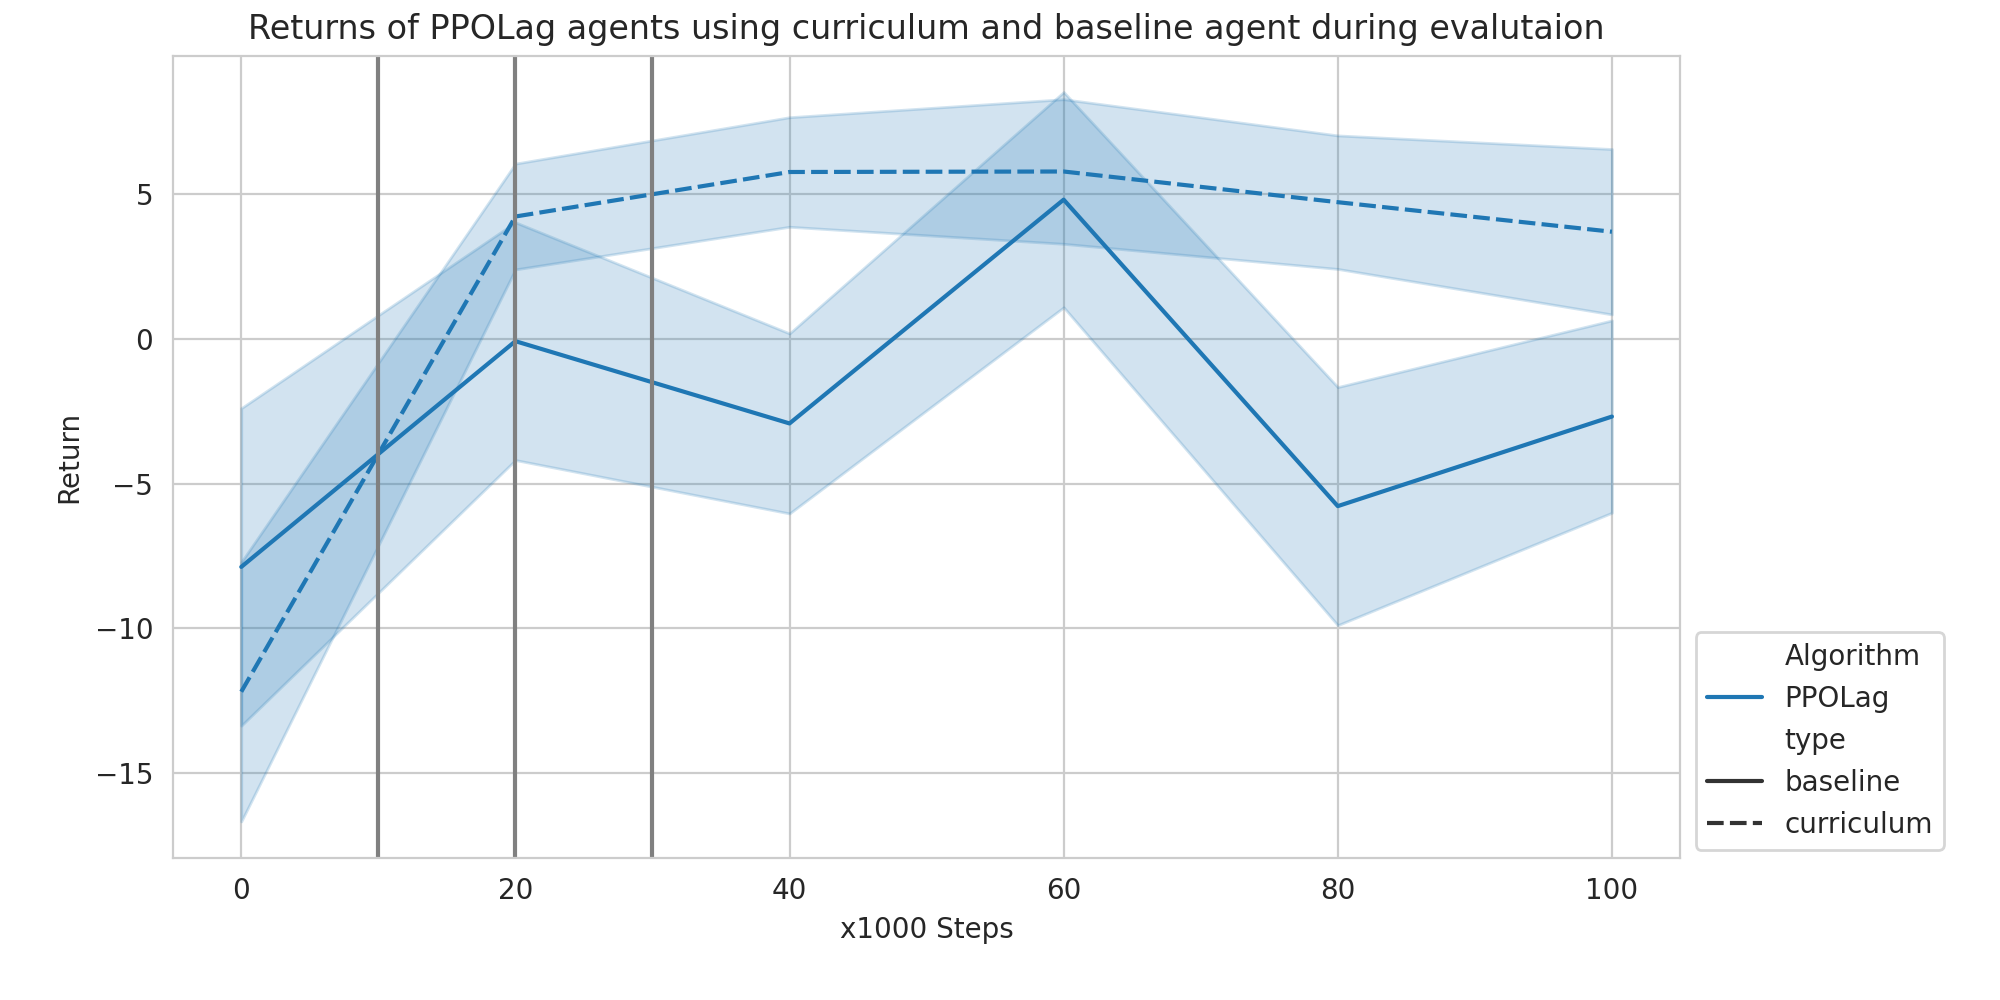 Returns of PPOLag agents using curriculum and baseline agent during evalutaion
5
0
−5
−10
−15
Return
0 20 40 60 80 100
x1000 Steps
Algorithm
PPOLag
type
baseline
curriculum